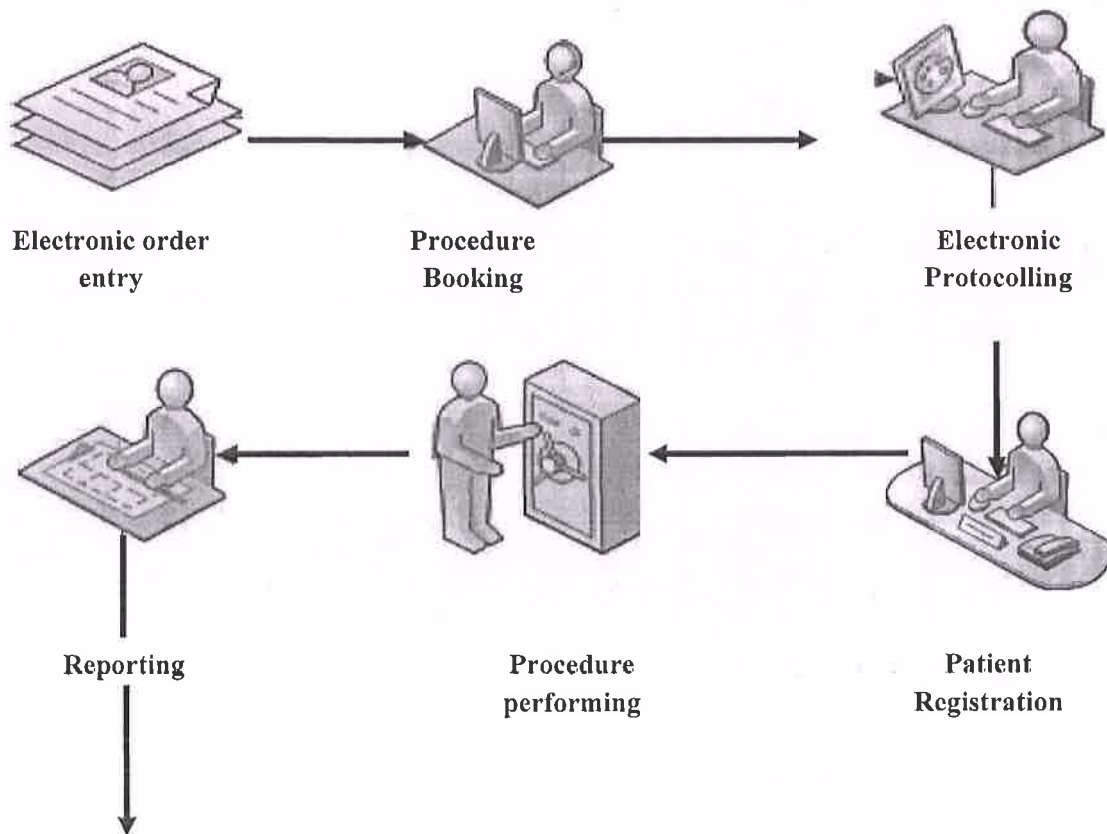 Electronic order
entry
Procedure
Booking
Electronic
Protocolling
Reporting
Procedure
performing
Patient
Registration